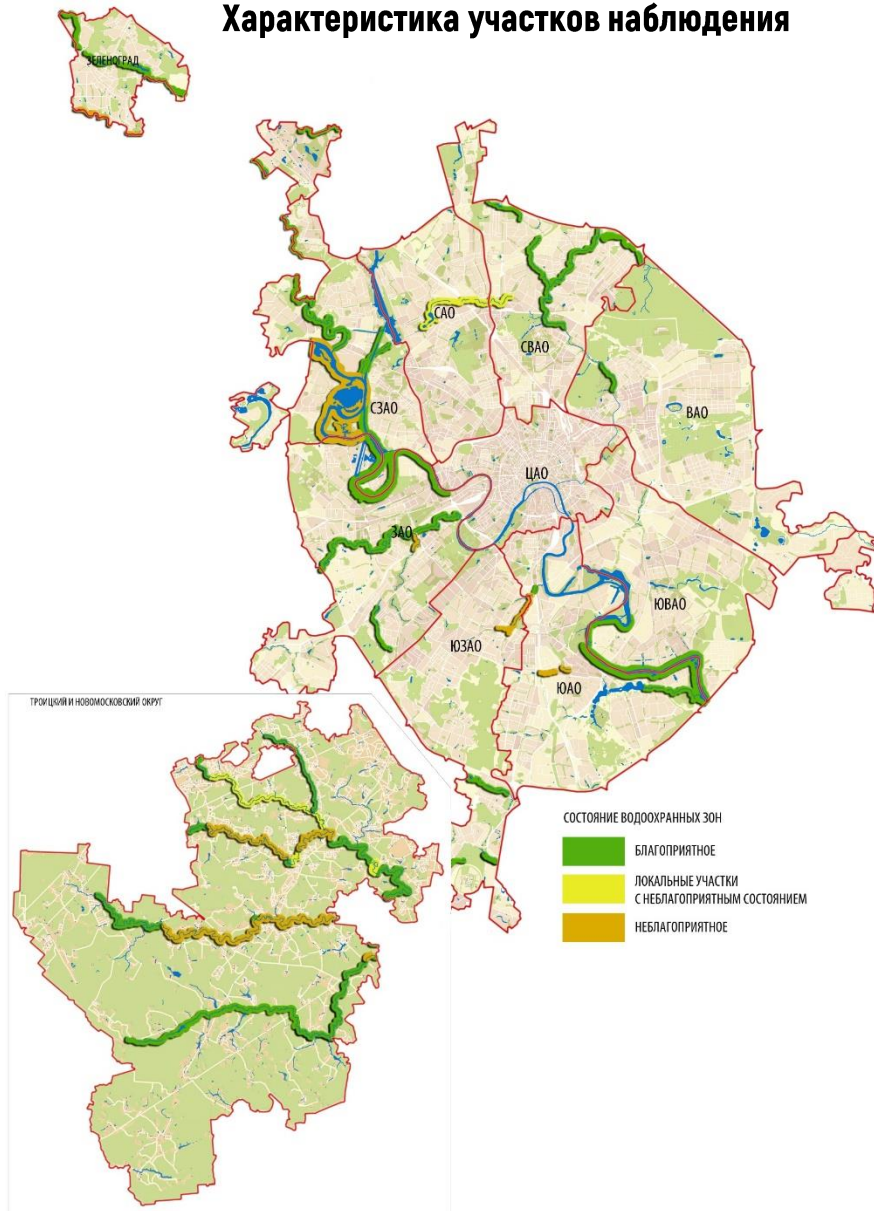 Характеристика участков наблюдения
ЗЕЛЕНОГРАД
САО
СВАО
СЗАО
ВАО
ЦАО
ЗАО
ЮВАО
ЮЗАО
ЮАО
ТРОИЦКИЙ И НОВОМОСКОВСКИЙ ОКРУГ
СОСТОЯНИЕ ВОДООХРАННЫХ ЗОН
БЛАГОПРИЯТНОЕ
ЛОКАЛЬНЫЕ УЧАСТКИ
С НЕБЛАГОПРИЯТНЫМ СОСТОЯНИЕМ
НЕБЛАГОПРИЯТНОЕ